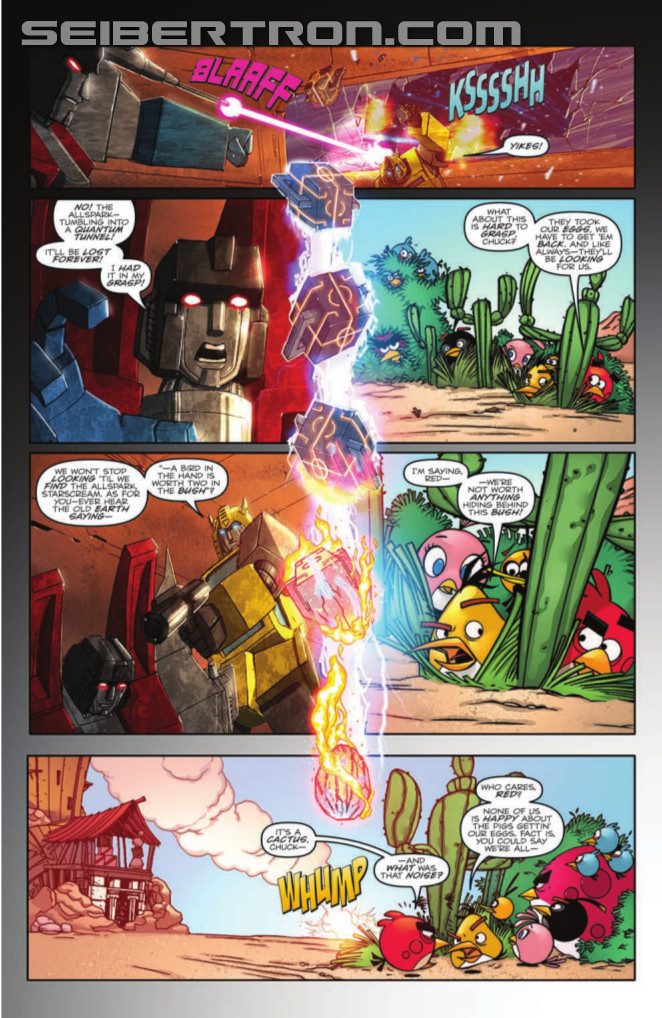 SEIBERTRON.COM
BLAAFF
KSSSSHH
YIKES!
NO! THE
ALLSPARK—
TUMBLING INTO
A QUANTUM
TUNNEL!
IT'LL BE LOST
FOREVER!
I HAD
IT IN MY
GRASP!
WHAT
ABOUT THIS
IS HARD TO
GRASP,
CHUCK?
THEY TOOK
OUR EGGS, WE
HAVE TO GET 'EM
BACK. AND LIKE
ALWAYS—THEY'LL
BE LOOKING
FOR US.
WE WON'T STOP
LOOKING 'TIL WE
FIND THE ALLSPARK,
STARSCREAM. AS FOR
YOU—EVER HEAR
THE OLD EARTH
SAYING—
"—A BIRD IN
THE HAND IS
WORTH TWO IN
THE BUSH"?
I'M SAYING,
RED—
—WE'RE
NOT WORTH
ANYTHING
HIDING BEHIND
THIS BUSH!
IT'S A
CACTUS,
CHUCK—
WHUMP
—AND
WHAT WAS
THAT NOISE?
WHO CARES,
RED?
NONE OF US
IS HAPPY ABOUT
THE PIGS GETTIN'
OUR EGGS. FACT IS,
YOU COULD SAY
WE'RE ALL—